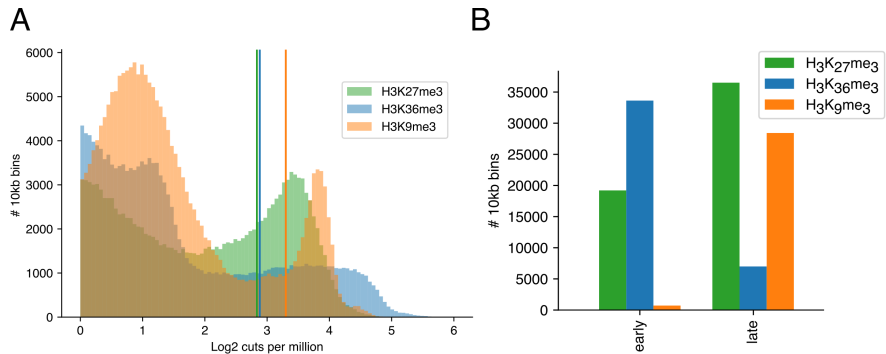 A
6000
5000
4000
3000
2000
1000
0
# 10kb bins
0 1 2 3 4 5 6
Log2 cuts per million
H3K27me3
H3K36me3
H3K9me3
B
35000
30000
25000
20000
15000
10000
5000
0
# 10kb bins
early
late
H3K27me3
H3K36me3
H3K9me3